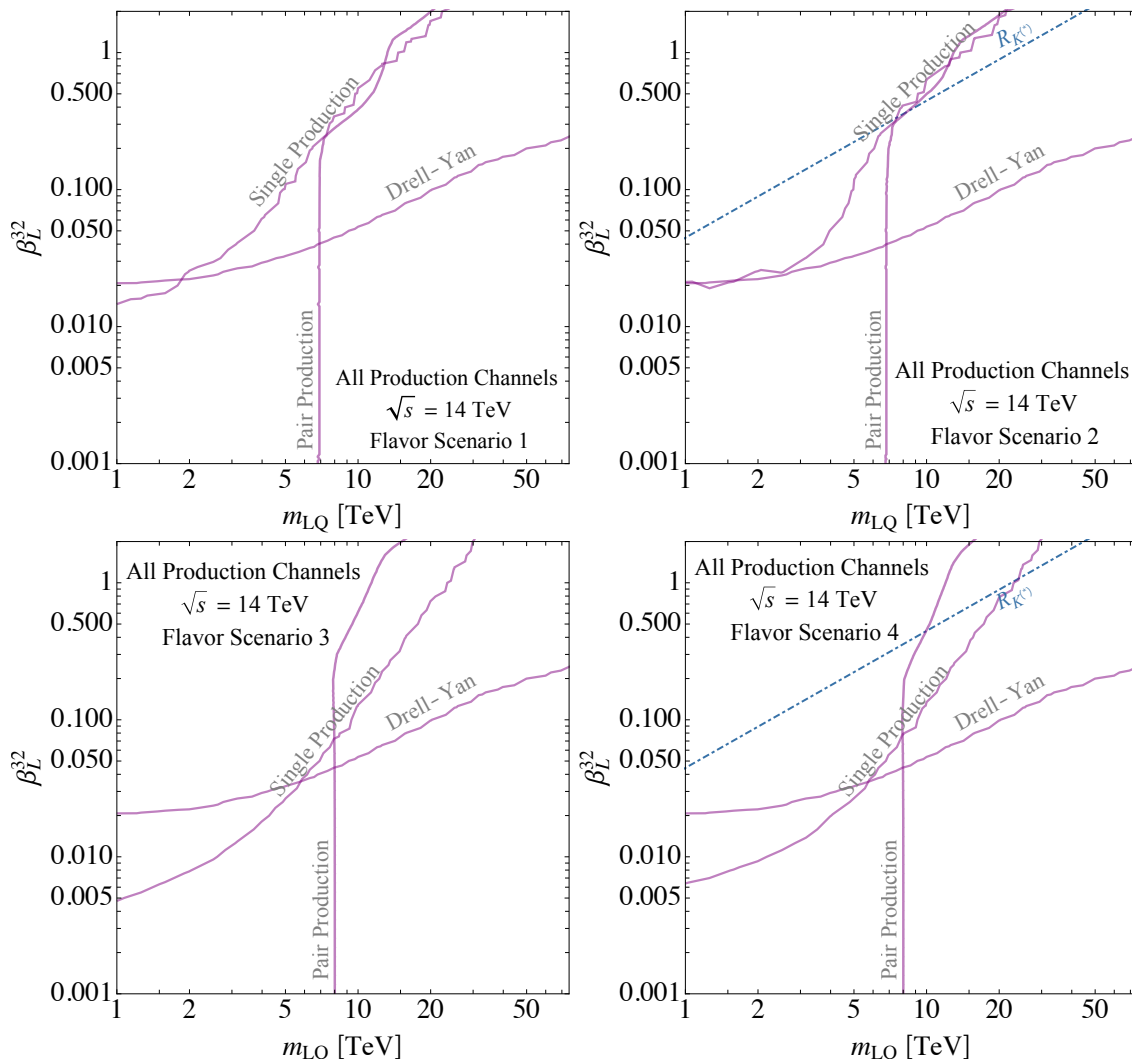 1
0.500
0.100
0.050
0.010
0.005
0.001
β_L^{32}
Single Production
Drell-Yan
Pair Production
All Production Channels
√s = 14 TeV
Flavor Scenario 1
1 2 5 10 20 50
m_LQ [TeV]
1
0.500
0.100
0.050
0.010
0.005
0.001
β_L^{32}
Single Production
R_{K^{(*)}}
Drell-Yan
Pair Production
All Production Channels
√s = 14 TeV
Flavor Scenario 2
1 2 5 10 20 50
m_LQ [TeV]
All Production Channels
√s = 14 TeV
Flavor Scenario 3
1
0.500
0.100
0.050
0.010
0.005
0.001
β_L^{32}
Single Production
Drell-Yan
Pair Production
1 2 5 10 20 50
m_LQ [TeV]
All Production Channels
√s = 14 TeV
Flavor Scenario 4
1
0.500
0.100
0.050
0.010
0.005
0.001
β_L^{32}
R_{K^{(*)}}
Single Production
Drell-Yan
Pair Production
1 2 5 10 20 50
m_LQ [TeV]